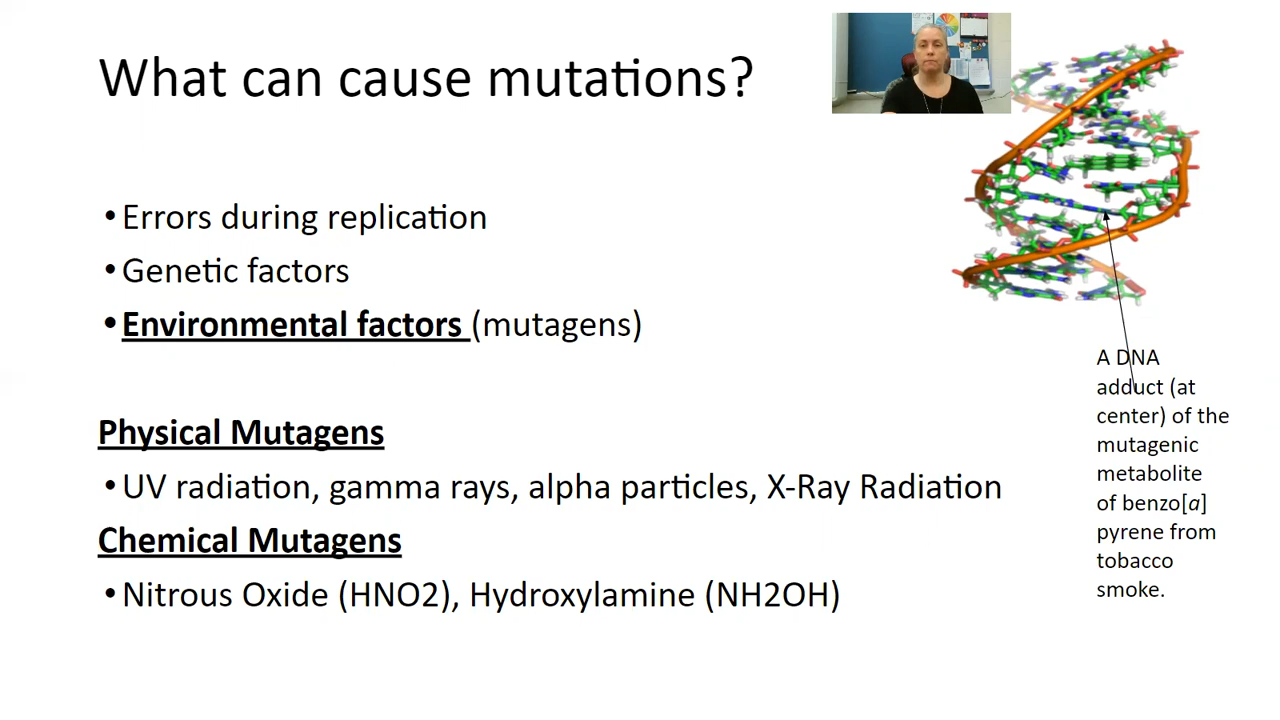 What can cause mutations?
• Errors during replication
• Genetic factors
• Environmental factors (mutagens)
Physical Mutagens
• UV radiation, gamma rays, alpha particles, X-Ray Radiation
Chemical Mutagens
• Nitrous Oxide (HNO2), Hydroxylamine (NH2OH)
A DNA
adduct (at
center) of the
mutagenic
metabolite
of benzo[a]
pyrene from
tobacco
smoke.